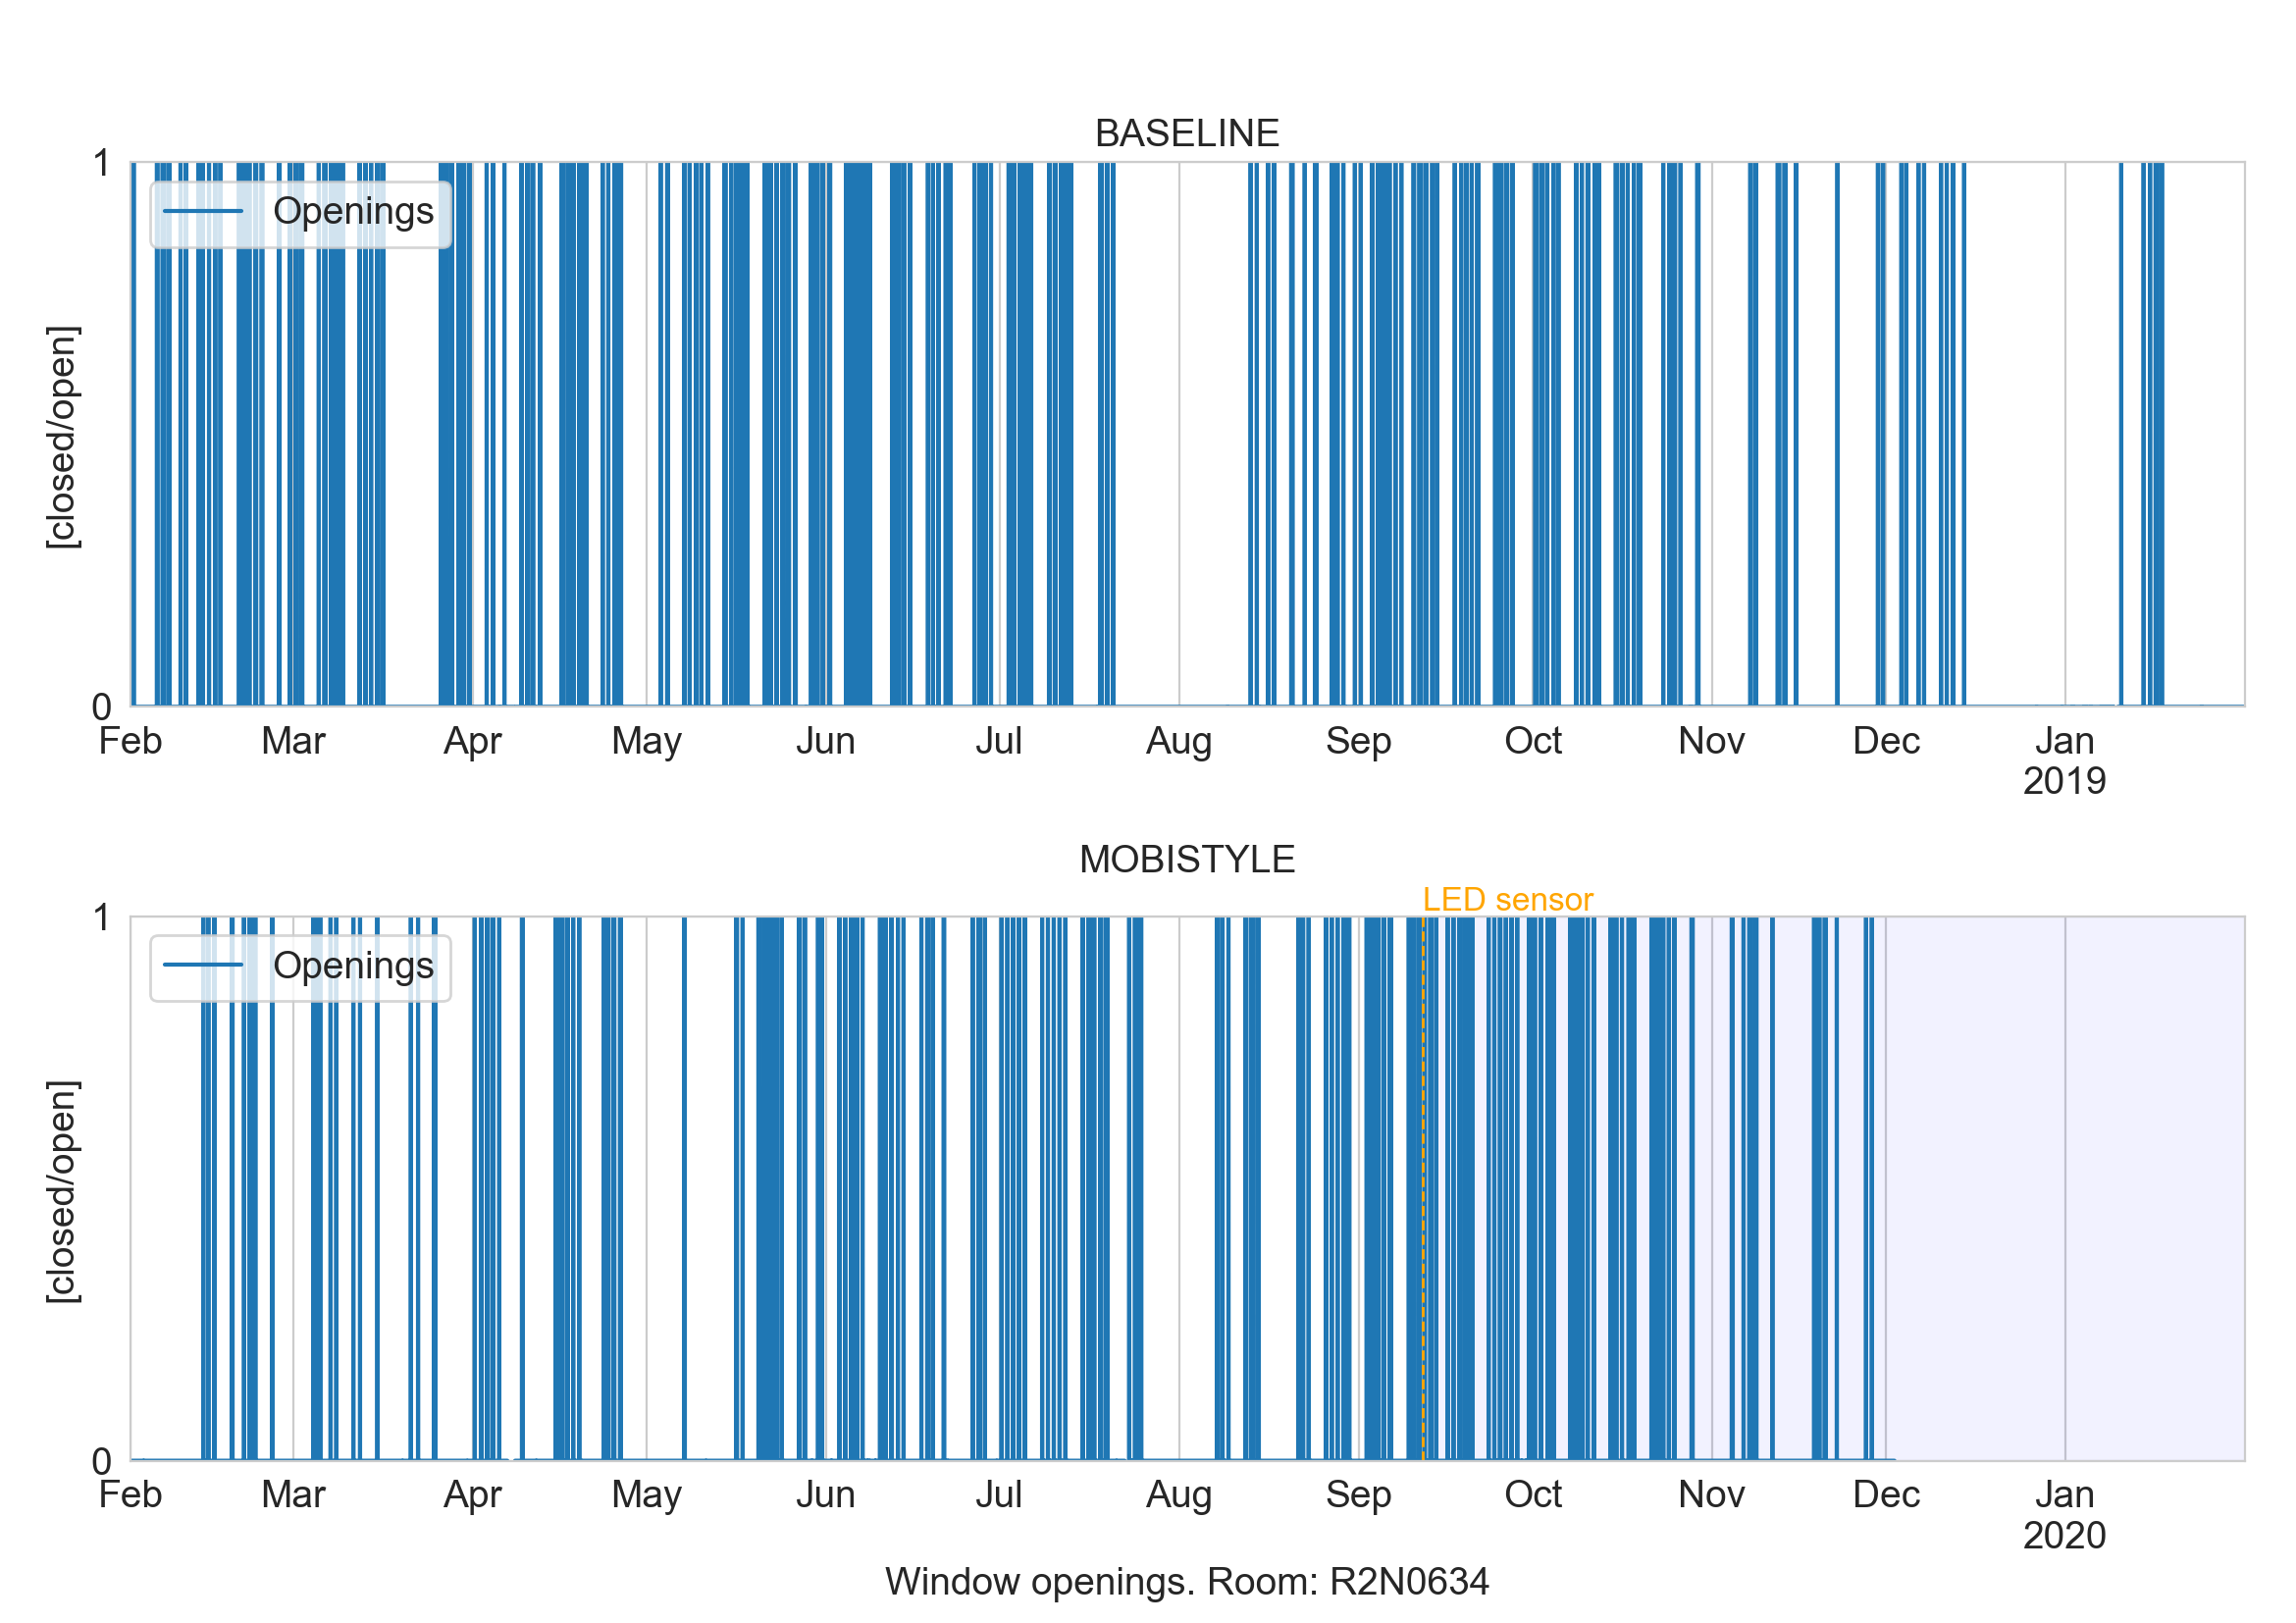 BASELINE
1
Openings
[closed/open]
0
Feb Mar Apr May Jun Jul Aug Sep Oct Nov Dec Jan
2019
MOBISTYLE
LED sensor
1
Openings
[closed/open]
0
Feb Mar Apr May Jun Jul Aug Sep Oct Nov Dec Jan
2020
Window openings. Room: R2N0634